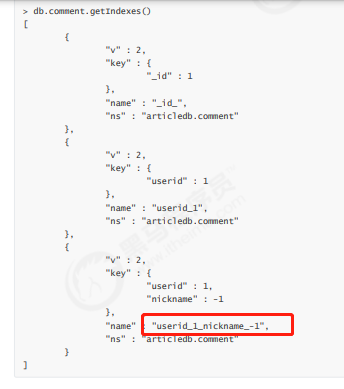 > db.comment.getIndexes()
[
        {
                "v" : 2,
                "key" : {
                        "_id" : 1
                },
                "name" : "_id_",
                "ns" : "articledb.comment"
        },
        {
                "v" : 2,
                "key" : {
                        "userid" : 1
                },
                "name" : "userid_1",
                "ns" : "articledb.comment"
        },
        {
                "v" : 2,
                "key" : {
                        "userid" : 1,
                        "nickname" : -1
                },
                "name" : "userid_1_nickname_-1",
                "ns" : "articledb.comment"
        }
]